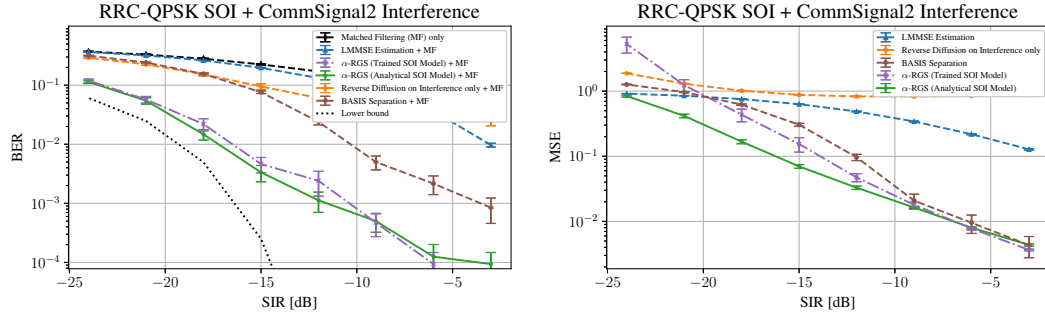 RRC-QPSK SOI + CommSignal2 Interference
BER
10⁻¹
10⁻²
10⁻³
10⁻⁴
Matched Filtering (MF) only
LMMSE Estimation + MF
α-RGS (Trained SOI Model) + MF
α-RGS (Analytical SOI Model) + MF
Reverse Diffusion on Interference only + MF
BASIS Separation + MF
Lower bound
−25 −20 −15 −10 −5
SIR [dB]
RRC-QPSK SOI + CommSignal2 Interference
MSE
10⁰
10⁻¹
10⁻²
LMMSE Estimation
Reverse Diffusion on Interference only
BASIS Separation
α-RGS (Trained SOI Model)
α-RGS (Analytical SOI Model)
−25 −20 −15 −10 −5
SIR [dB]